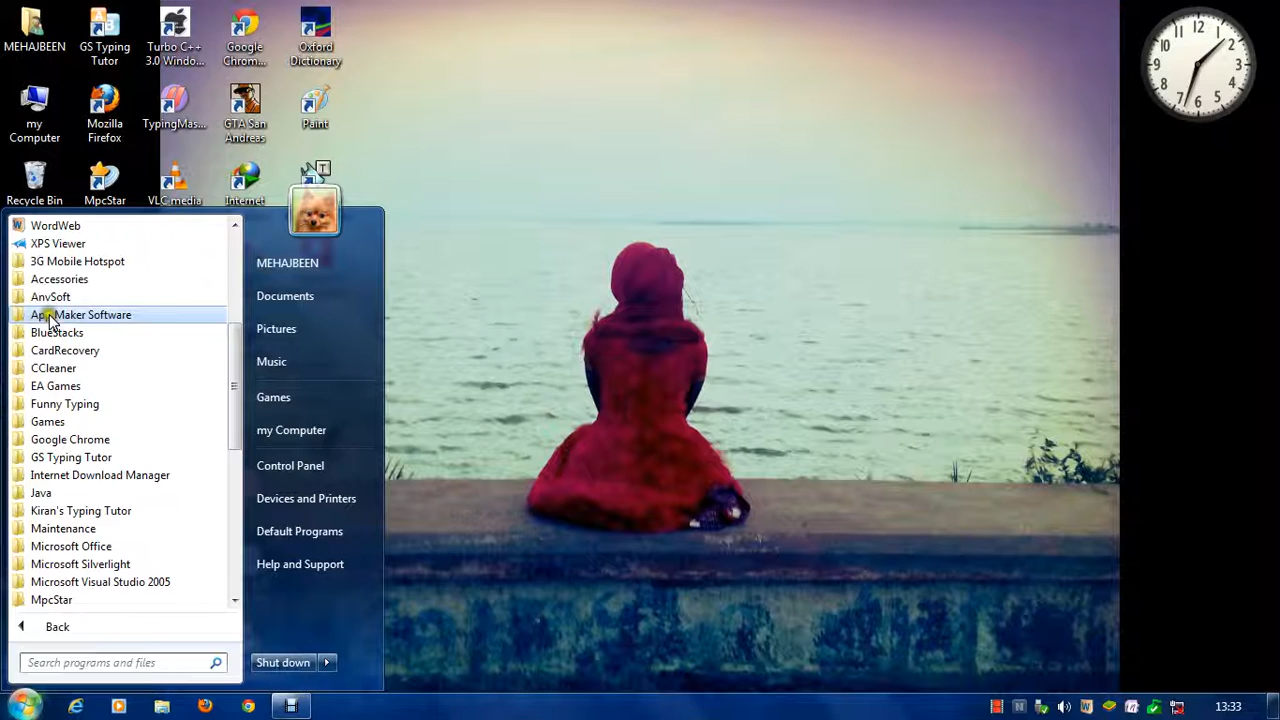 MEHAJBEEN
GS Typing
Tutor
Turbo C++
3.0 Windo...
Google
Chrom...
Oxford
Dictionary
my
Computer
Mozilla
Firefox
TypingMas...
GTA San
Andreas
Paint
Recycle Bin
MpcStar
VLC-media
Internet
T
12
1
2
3
4
5
6
7
8
9
10
11
WordWeb
XPS Viewer
3G Mobile Hotspot
Accessories
AnvSoft
App Maker Software
BlueStacks
CardRecovery
CCleaner
EA Games
Funny Typing
Games
Google Chrome
GS Typing Tutor
Internet Download Manager
Java
Kiran's Typing Tutor
Maintenance
Microsoft Office
Microsoft Silverlight
Microsoft Visual Studio 2005
MpcStar
Back
Search programs and files
MEHAJBEEN
Documents
Pictures
Music
Games
my Computer
Control Panel
Devices and Printers
Default Programs
Help and Support
Shut down
13:33